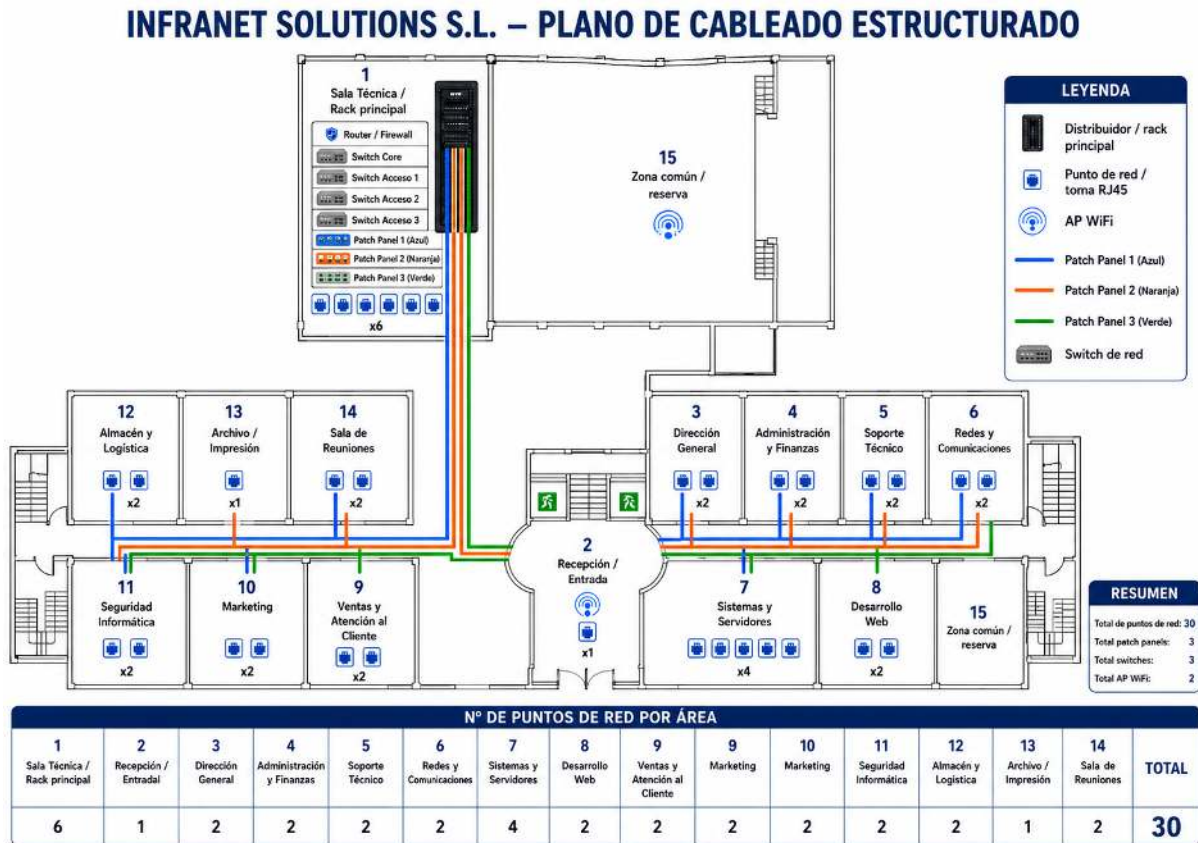 INFRANET SOLUTIONS S.L. – PLANO DE CABLEADO ESTRUCTURADO
1
Sala Técnica /
Rack principal
Router / Firewall
Switch Core
Switch Acceso 1
Switch Acceso 2
Switch Acceso 3
Patch Panel 1 (Azul)
Patch Panel 2 (Naranja)
Patch Panel 3 (Verde)
x6
15
Zona común /
reserva
LEYENDA
Distribuidor / rack
principal
Punto de red /
toma RJ45
AP WiFi
Patch Panel 1 (Azul)
Patch Panel 2 (Naranja)
Patch Panel 3 (Verde)
Switch de red
12
Almacén y
Logística
x2
13
Archivo /
Impresión
x1
14
Sala de
Reuniones
x2
3
Dirección
General
x2
4
Administración
y Finanzas
x2
5
Soporte
Técnico
x2
6
Redes y
Comunicaciones
x2
11
Seguridad
Informática
x2
10
Marketing
x2
9
Ventas y
Atención al
Cliente
x2
2
Recepción /
Entrada
x1
7
Sistemas y
Servidores
x4
8
Desarrollo
Web
x2
15
Zona común /
reserva
RESUMEN
Total de puntos de red: 30
Total patch panels: 3
Total switches: 3
Total AP WiFi: 2
Nº DE PUNTOS DE RED POR ÁREA
1 2 3 4 5 6 7 8 9 9 10 11 12 13 14
Sala Técnica /
Rack principal
Recepción /
Entradal
Dirección
General
Administración
y Finanzas
Soporte
Técnico
Redes y
Comunicaciones
Sistemas y
Servidores
Desarrollo
Web
Ventas y
Atención al
Cliente
Marketing
Marketing
Seguridad
Informática
Almacén y
Logística
Archivo /
Impresión
Sala de
Reuniones
TOTAL
6 1 2 2 2 2 4 2 2 2 2 2 2 1 2 30